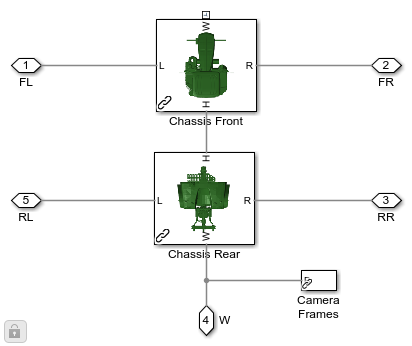 W
1
L
R
2
FL
FR
H
Chassis Front
H
5
L
R
3
RL
RR
W
Chassis Rear
F
4
W
Camera
Frames